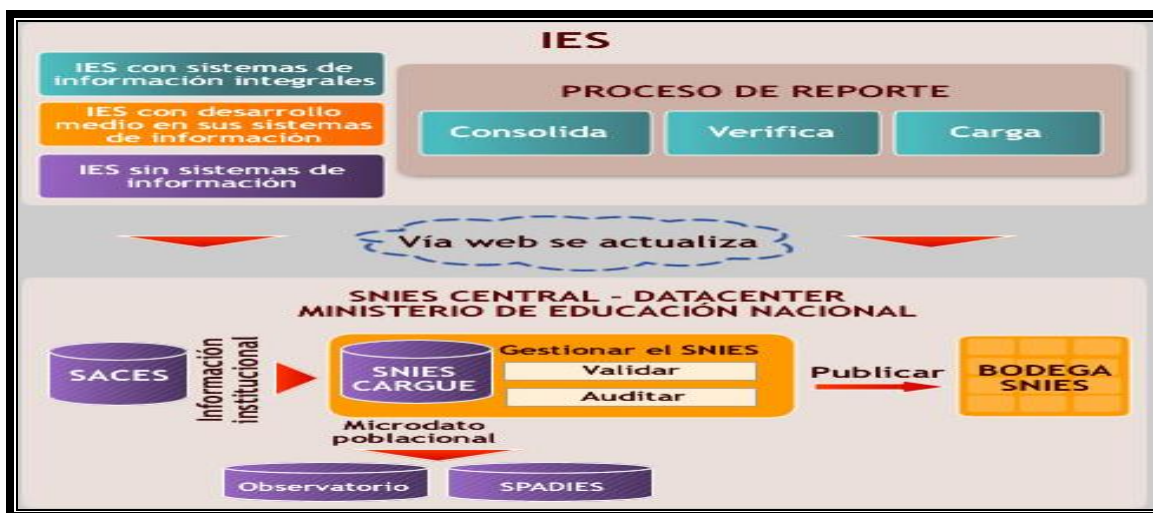 IES
IES con sistemas de
información integrales
IES con desarrollo
medio en sus sistemas
de información
IES sin sistemas de
información
PROCESO DE REPORTE
Consolida
Verifica
Carga
Vía web se actualiza
SNIES CENTRAL - DATACENTER
MINISTERIO DE EDUCACIÓN NACIONAL
SACES
Información
institucional
SNIES
CARGUE
Gestionar el SNIES
Validar
Auditar
Publicar
BODEGA
SNIES
Microdato
poblacional
Observatorio
SPADIES